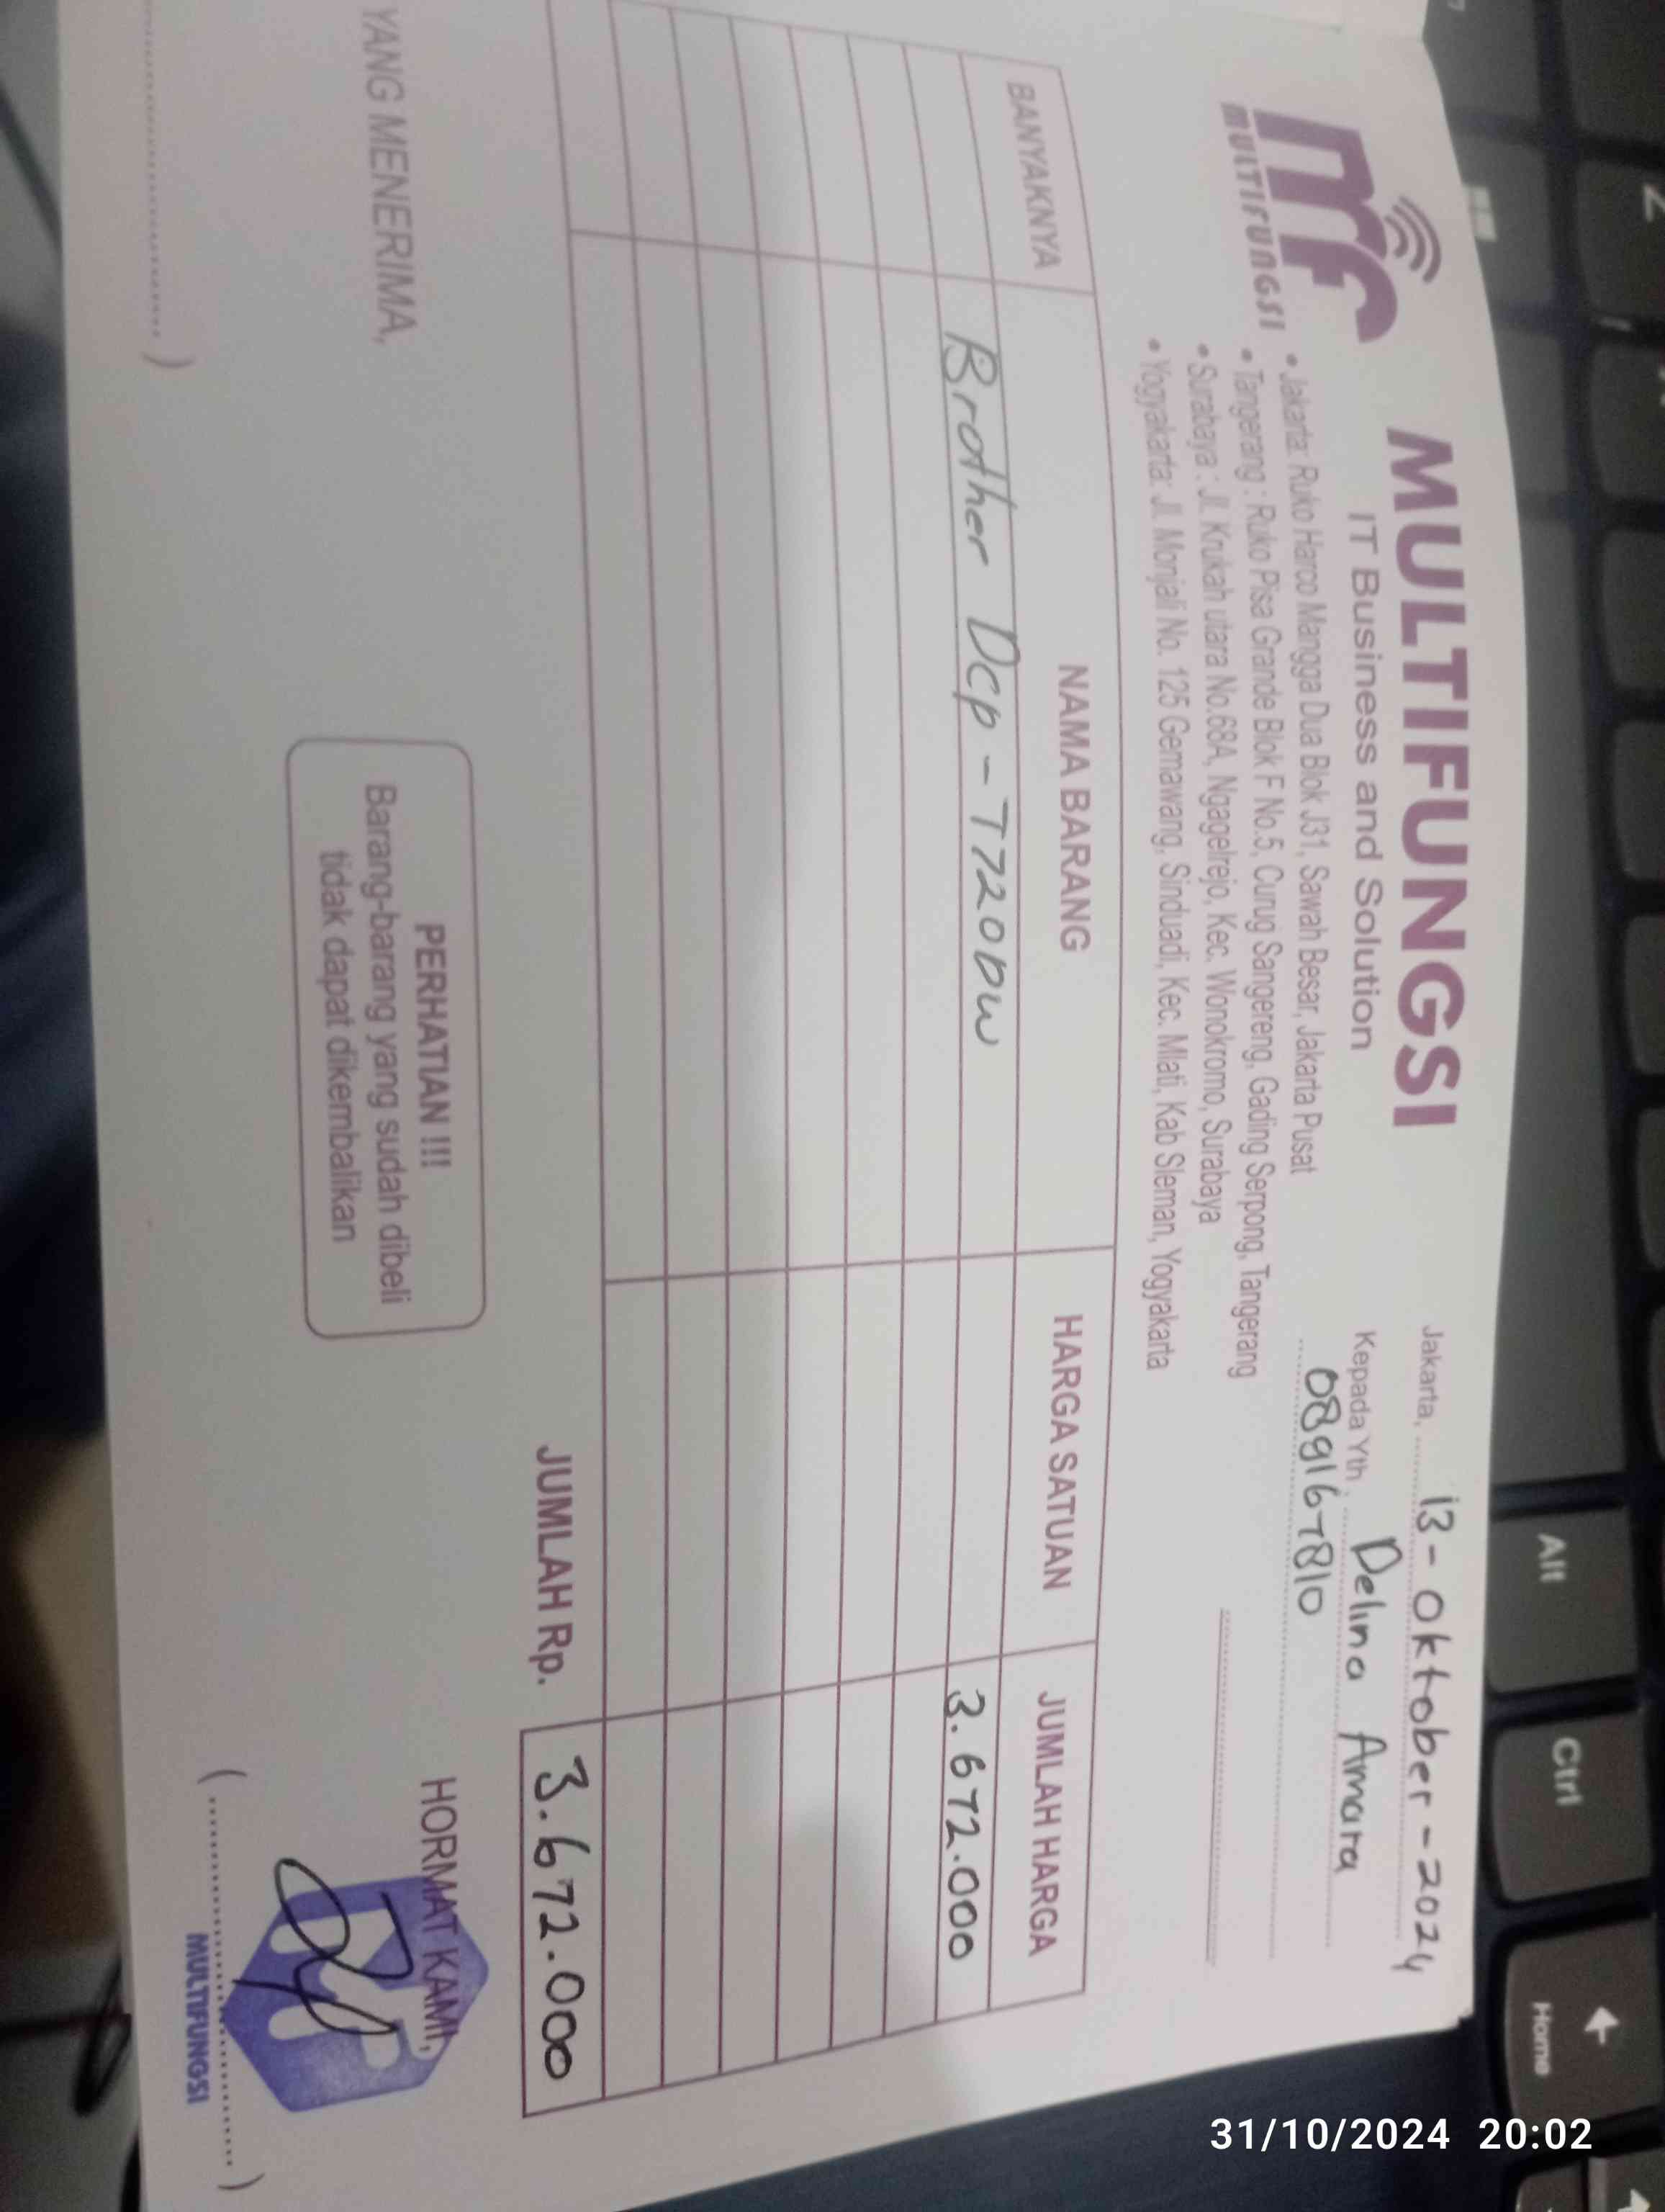 mf
MULTIFUNGSI
MULTIFUNGSI
IT Business and Solution
• Jakarta: Ruko Harco Mangga Dua Blok J31, Sawah Besar, Jakarta Pusat
• Tangerang : Ruko Pisa Grande Blok F No.5, Curug Sangereng, Gading Serpong, Tangerang
• Surabaya : Jl. Krukah utara No.68A, Ngagelrejo, Kec. Wonokromo, Surabaya
• Yogyakarta: Jl. Monjali No. 125 Gemawang, Sinduadi, Kec. Mlati, Kab Sleman, Yogyakarta
Jakarta, 13 - Oktober - 2024
Kepada Yth. Delina Amara
089167810
BANYAKNYA NAMA BARANG HARGA SATUAN JUMLAH HARGA
Brother Dcp - T720DW 3.672.000
JUMLAH Rp. 3.672.000
YANG MENERIMA,
PERHATIAN !!!
Barang-barang yang sudah dibeli
tidak dapat dikembalikan
HORMAT KAMI,
MULTIFUNGSI
Alt
Ctrl
Home
Z
31/10/2024 20:02